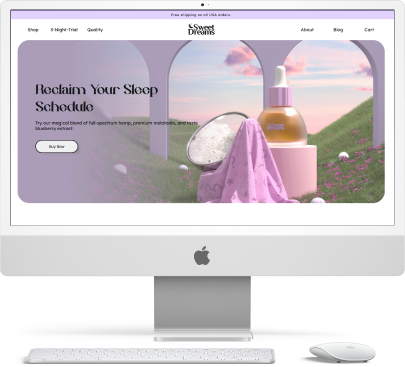 Free shipping on all USA orders.
Shop 3-Night-Trial Quality Sweet Dreams About Blog Cart
Reclaim Your Sleep
Schedule
Try our magical blend of full-spectrum hemp, premium melatonin, and tasty
blueberry extract.
Buy Now